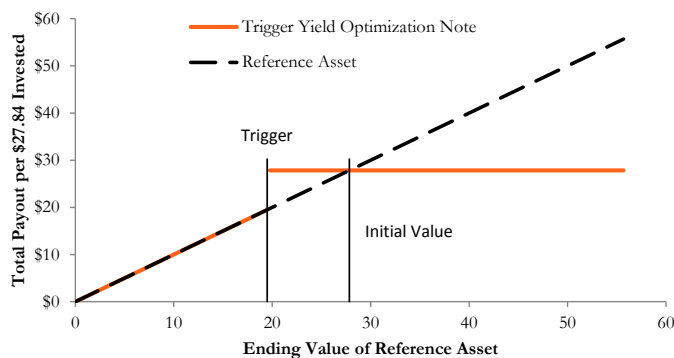 $60
$50
$40
$30
$20
$10
$0
Total Payout per $27.84 Invested
Trigger Yield Optimization Note
Reference Asset
Trigger
Initial Value
0 10 20 30 40 50 60
Ending Value of Reference Asset